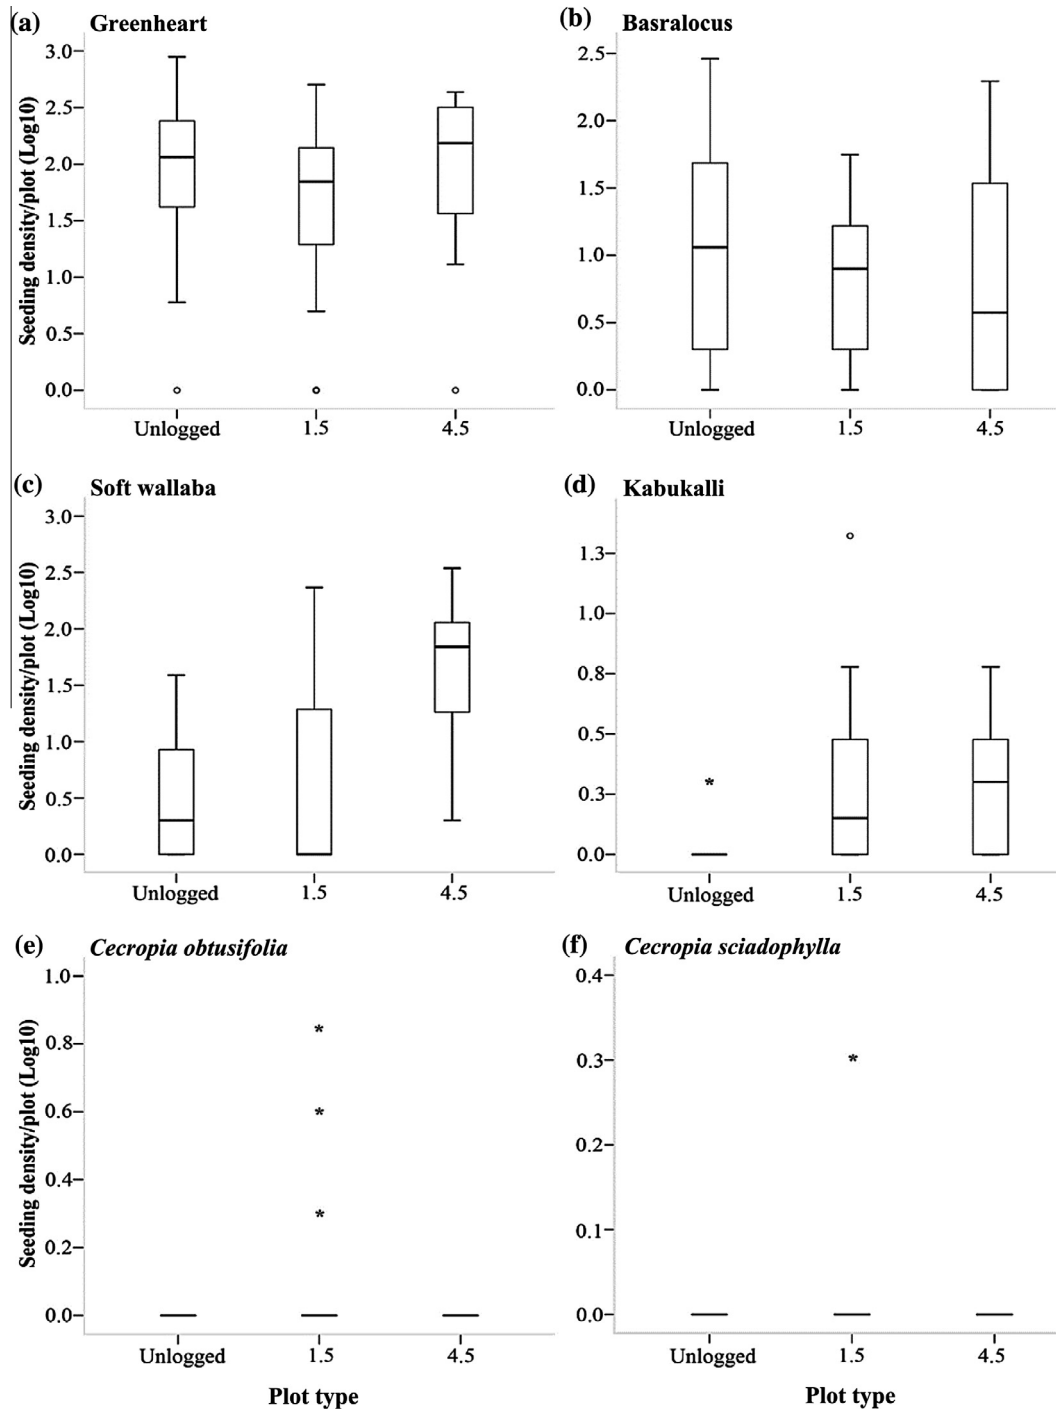 (a) Greenheart
Seeding density/plot (Log10)
3.0
2.5
2.0
1.5
1.0
0.5
0.0
Unlogged 1.5 4.5
(b) Basralocus
2.5
2.0
1.5
1.0
0.5
0.0
Unlogged 1.5 4.5
(c) Soft wallaba
Seeding density/plot (Log10)
3.0
2.5
2.0
1.5
1.0
0.5
0.0
Unlogged 1.5 4.5
(d) Kabukalli
1.3
1.0
0.8
0.5
0.3
0.0
Unlogged 1.5 4.5
(e) Cecropia obtusifolia
Seeding density/plot (Log10)
1.0
0.8
0.6
0.4
0.2
0.0
Unlogged 1.5 4.5
Plot type
(f) Cecropia sciadophylla
0.4
0.3
0.2
0.1
0.0
Unlogged 1.5 4.5
Plot type